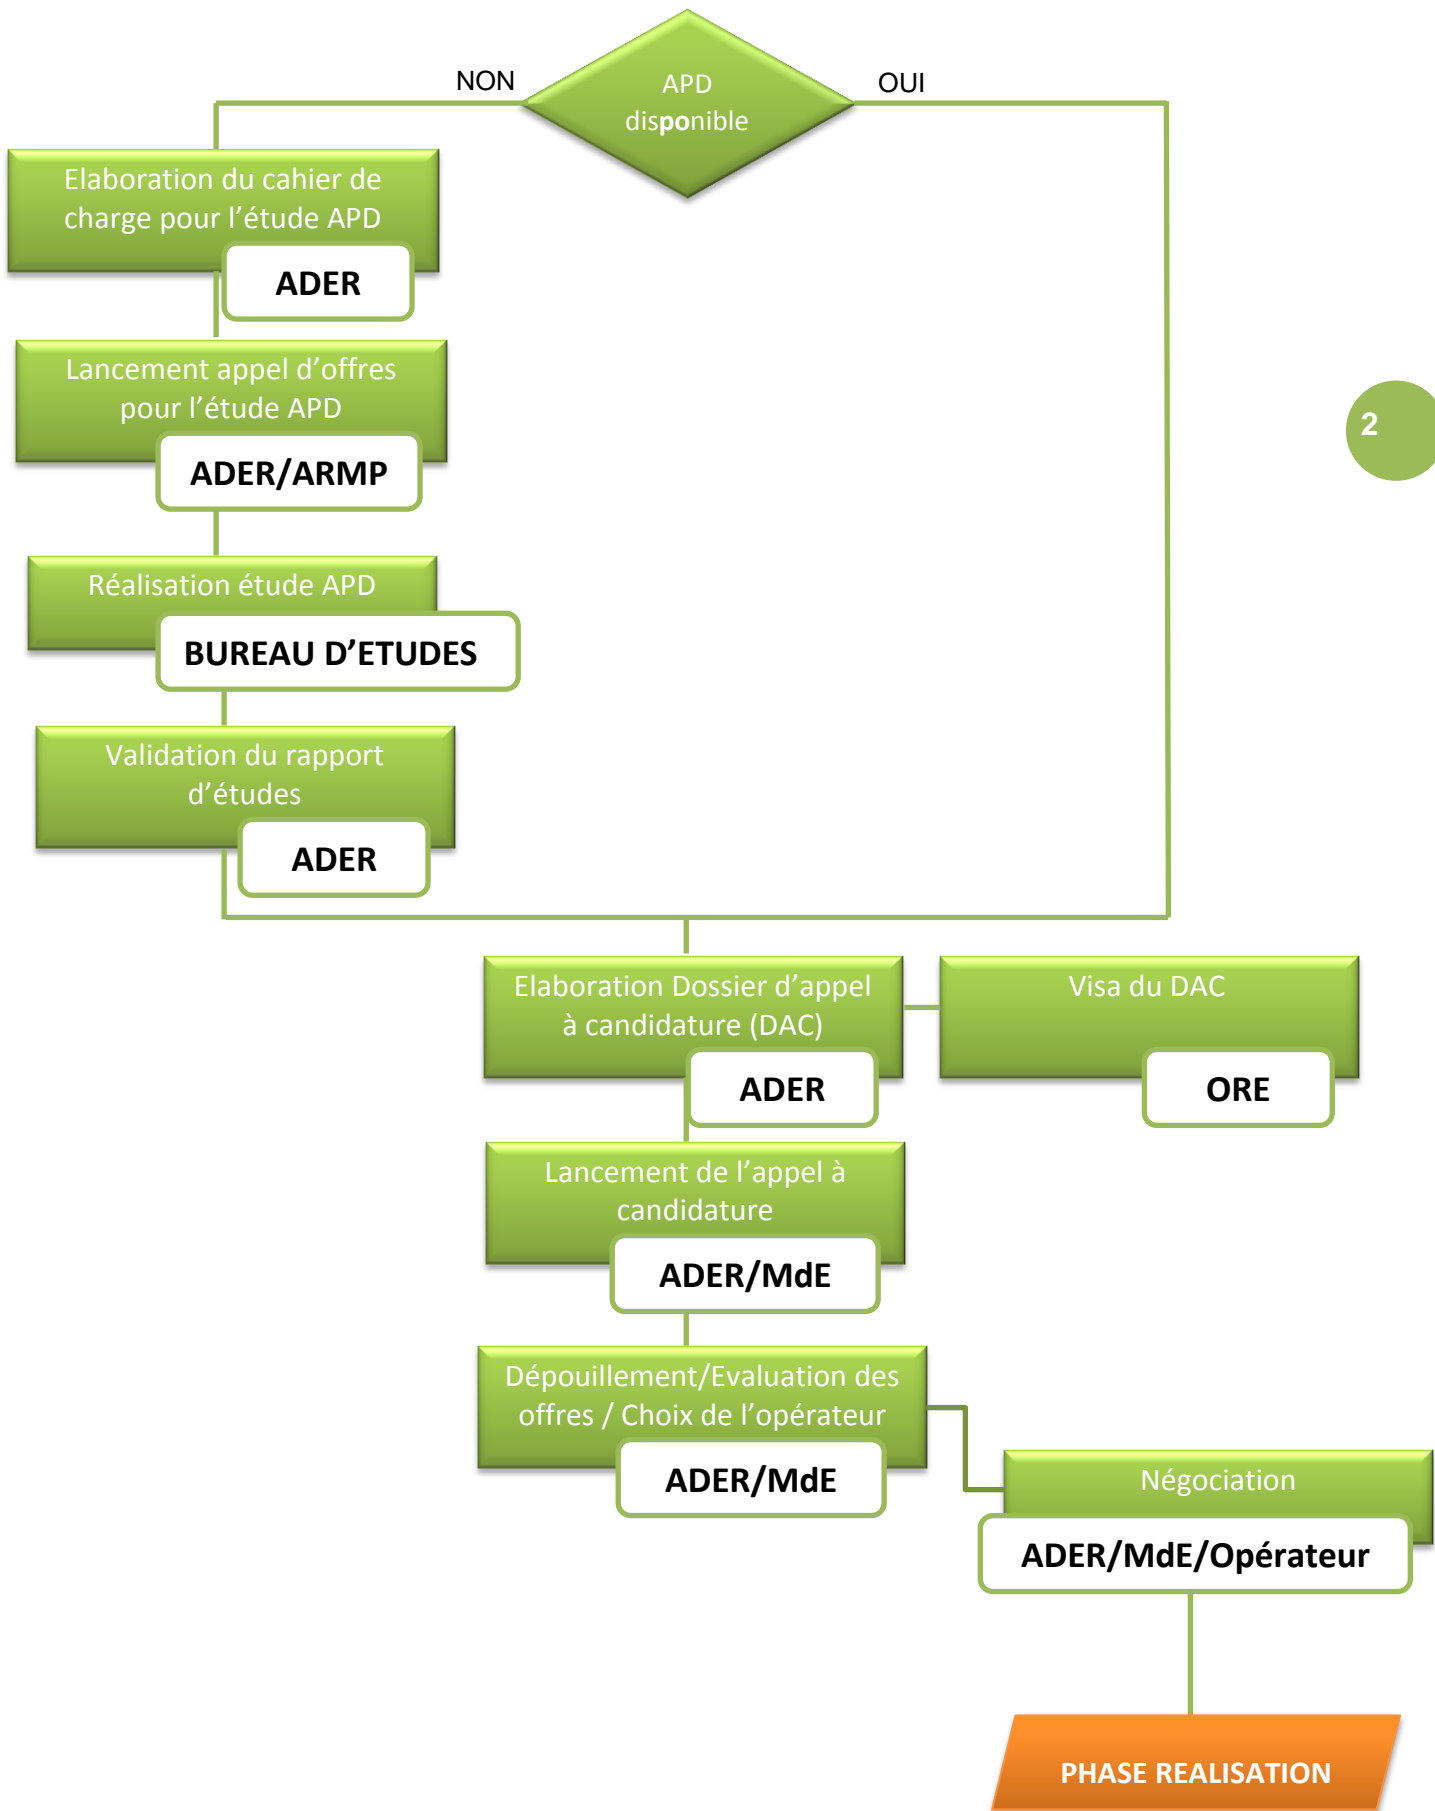 NON
APD
disponible
OUI
Elaboration du cahier de
charge pour l’étude APD
ADER
Lancement appel d’offres
pour l’étude APD
ADER/ARMP
2
Réalisation étude APD
BUREAU D’ETUDES
Validation du rapport
d’études
ADER
Elaboration Dossier d’appel
à candidature (DAC)
ADER
Visa du DAC
ORE
Lancement de l’appel à
candidature
ADER/MdE
Dépouillement/Evaluation des
offres / Choix de l’opérateur
ADER/MdE
Négociation
ADER/MdE/Opérateur
PHASE REALISATION